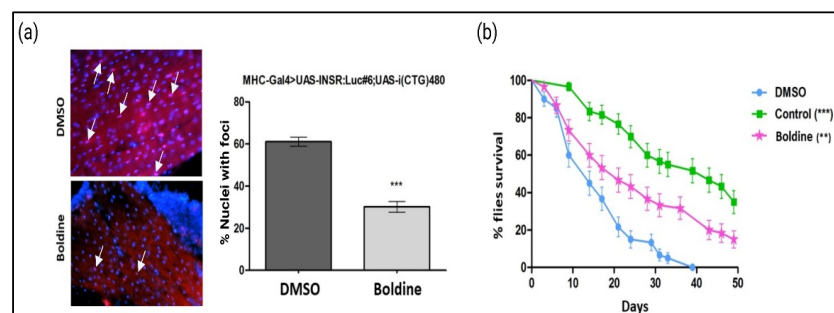 (a)
DMSO
Boldine
MHC-Gal4>UAS-INSR:Luc#6;UAS-i(CTG)480
% Nuclei with foci
80
60
40
20
0
***
DMSO
Boldine
(b)
% flies survival
100
80
60
40
20
0
0
10
20
30
40
50
Days
DMSO
Control (***)
Boldine (**)